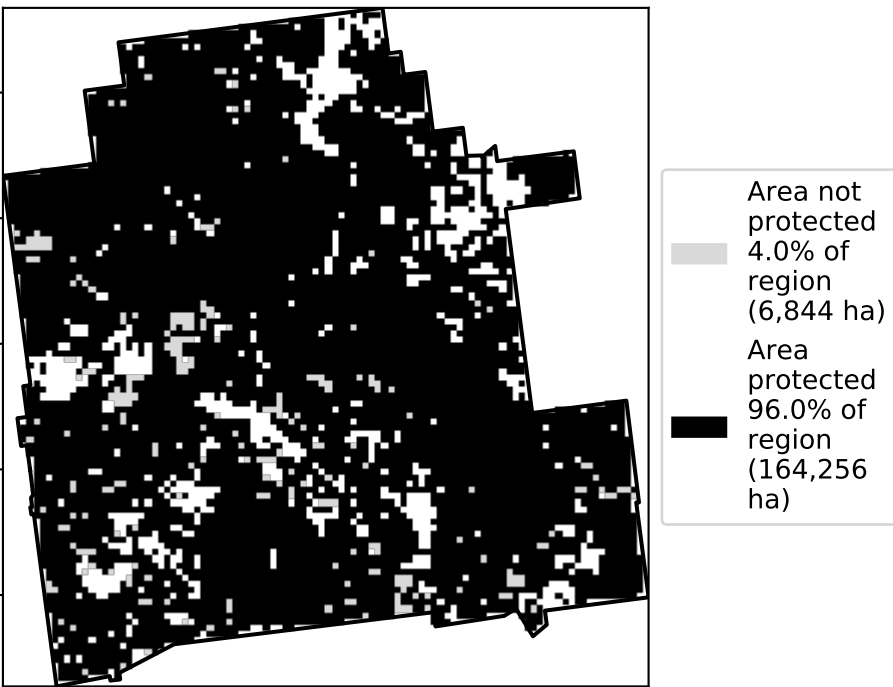 Area not
protected
4.0% of
region
(6,844 ha)
Area
protected
96.0% of
region
(164,256
ha)